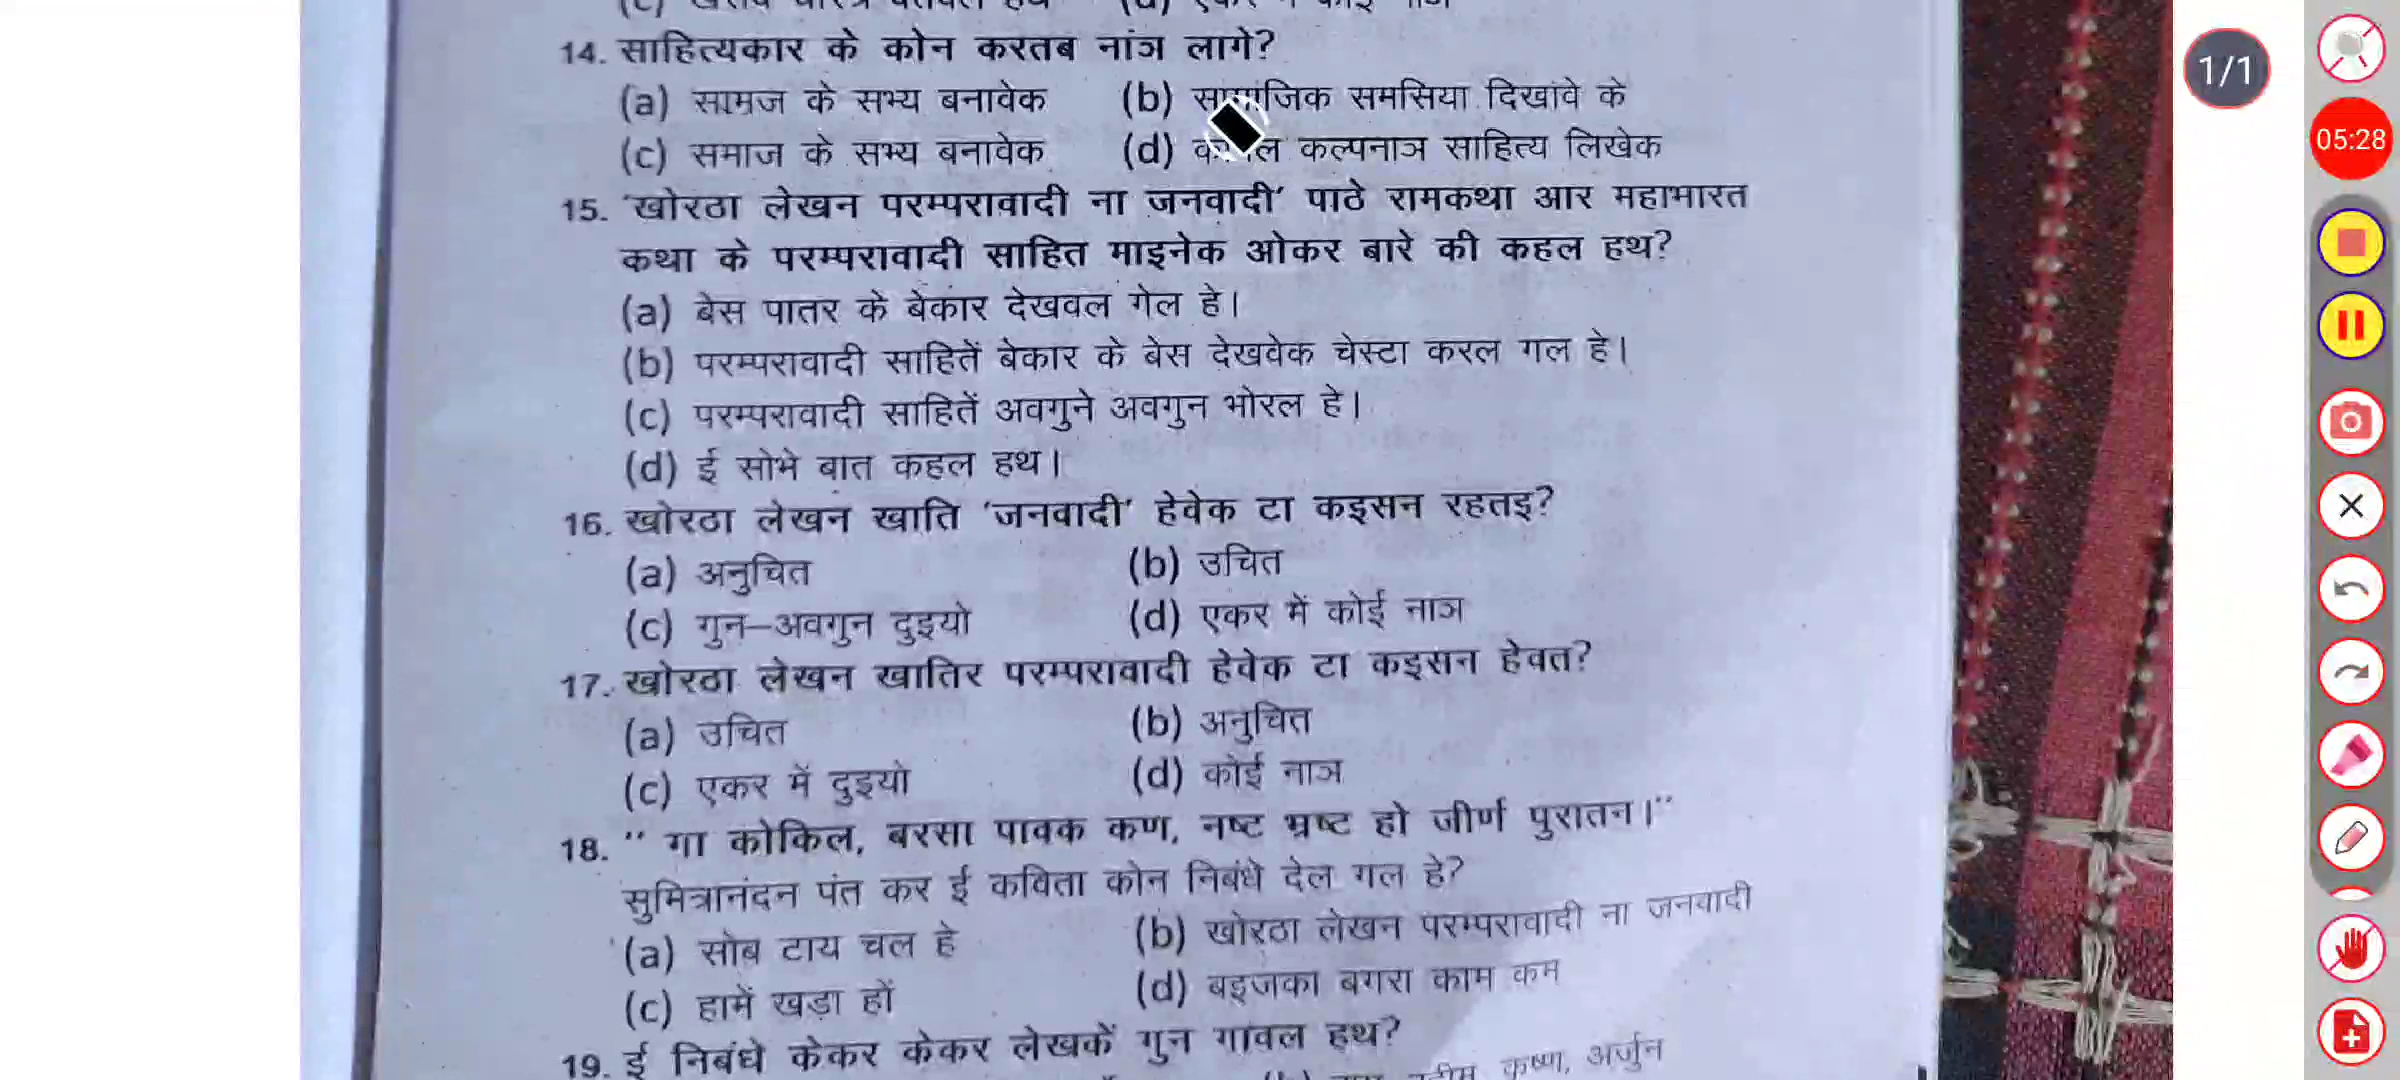 14. साहित्यकार के कोन करतब नांञ लागे?
(a) सामज के सभ्य बनावेक (b) सामाजिक समसिया दिखावे के
(c) समाज के सभ्य बनावेक (d) कल्पनाञ साहित्य लिखेक
15. 'खोरठा लेखन परम्परावादी ना जनवादी' पाठे रामकथा आर महाभारत
कथा के परम्परावादी साहित माइनेक ओकर बारे की कहल हथ?
(a) बेस पातर के बेकार देखवल गेल हे।
(b) परम्परावादी साहितें बेकार के बेस देखवेक चेस्टा करल गल हे।
(c) परम्परावादी साहितें अवगुने अवगुन भोरल हे।
(d) ई सोभे बात कहल हथ।
16. खोरठा लेखन खाति 'जनवादी' हेवेक टा कइसन रहतइ?
(a) अनुचित (b) उचित
(c) गुन–अवगुन दुइयो (d) एकर में कोई नाञ
17. खोरठा लेखन खातिर परम्परावादी हेवेक टा कइसन हेवत?
(a) उचित (b) अनुचित
(c) एकर में दुइयो (d) कोई नाञ
18. " गा कोकिल, बरसा पावक कण, नष्ट भ्रष्ट हो जीर्ण पुरातन।"
सुमित्रानंदन पंत कर ई कविता कोन निबंधे देल गल हे?
(a) सोब टाय चल हे (b) खोरठा लेखन परम्परावादी ना जनवादी
(c) हामें खड़ा हों (d) बइजका बगरा काम कम
19. ई निबंधे केकर केकर लेखकें गुन गावल हथ?
कृष्ण, अर्जुन
1/1
05:28